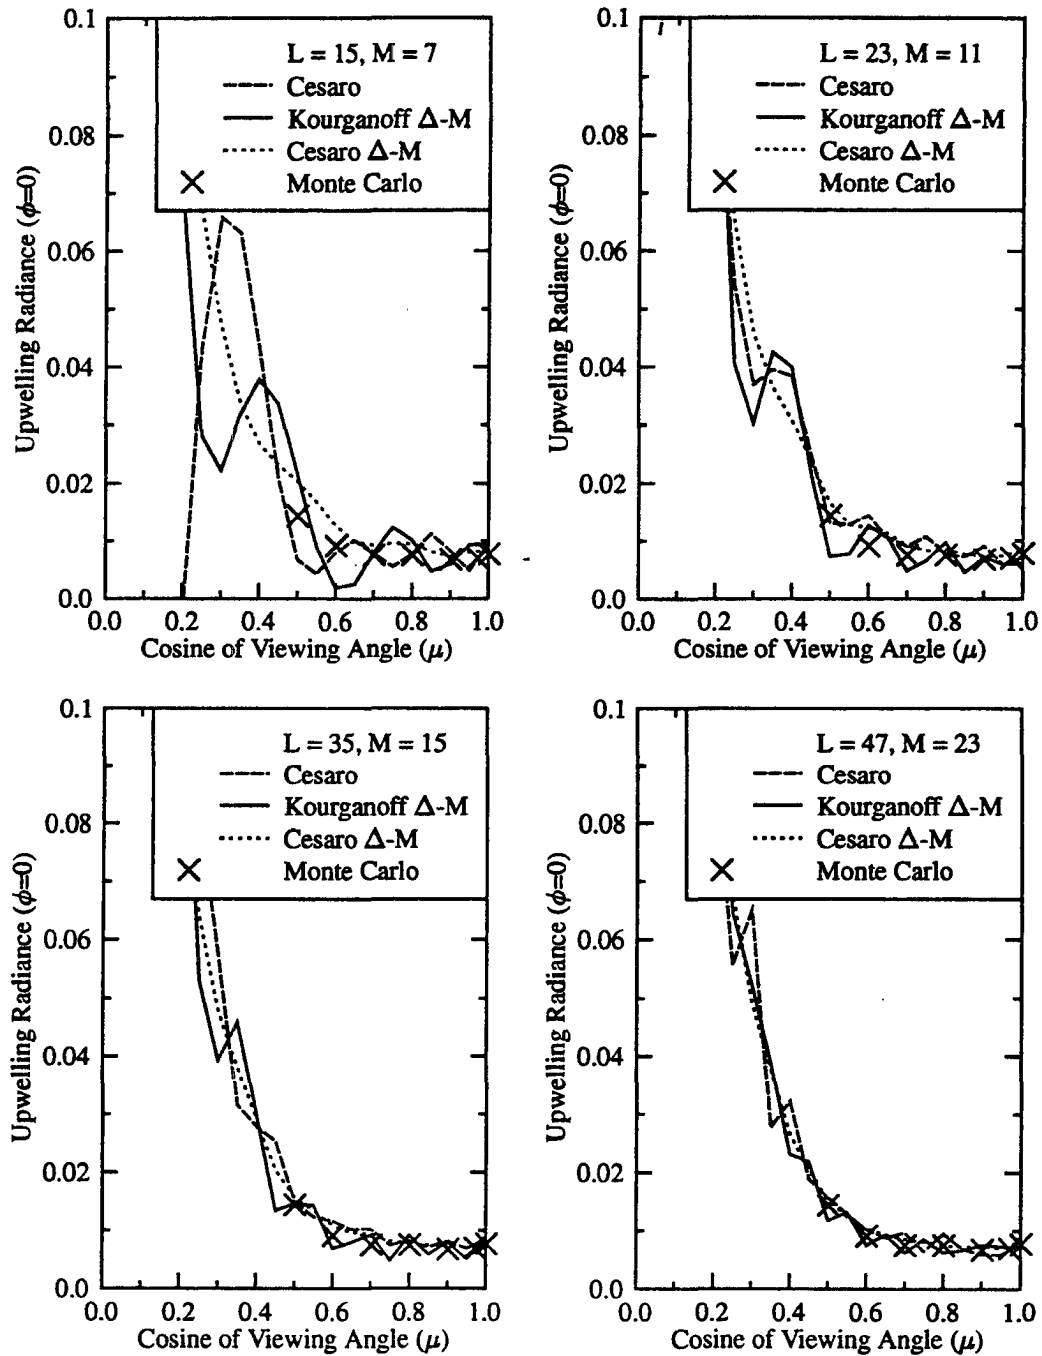 0.1
L = 15, M = 7
Cesaro
Kourganoff Δ-M
Cesaro Δ-M
Monte Carlo
0.08
0.06
0.04
0.02
0.0
Upwelling Radiance (ϕ=0)
0.0 0.2 0.4 0.6 0.8 1.0
Cosine of Viewing Angle (μ)
0.1
L = 23, M = 11
Cesaro
Kourganoff Δ-M
Cesaro Δ-M
Monte Carlo
0.08
0.06
0.04
0.02
0.0
Upwelling Radiance (ϕ=0)
0.0 0.2 0.4 0.6 0.8 1.0
Cosine of Viewing Angle (μ)
0.1
L = 35, M = 15
Cesaro
Kourganoff Δ-M
Cesaro Δ-M
Monte Carlo
0.08
0.06
0.04
0.02
0.0
Upwelling Radiance (ϕ=0)
0.0 0.2 0.4 0.6 0.8 1.0
Cosine of Viewing Angle (μ)
0.1
L = 47, M = 23
Cesaro
Kourganoff Δ-M
Cesaro Δ-M
Monte Carlo
0.08
0.06
0.04
0.02
0.0
Upwelling Radiance (ϕ=0)
0.0 0.2 0.4 0.6 0.8 1.0
Cosine of Viewing Angle (μ)